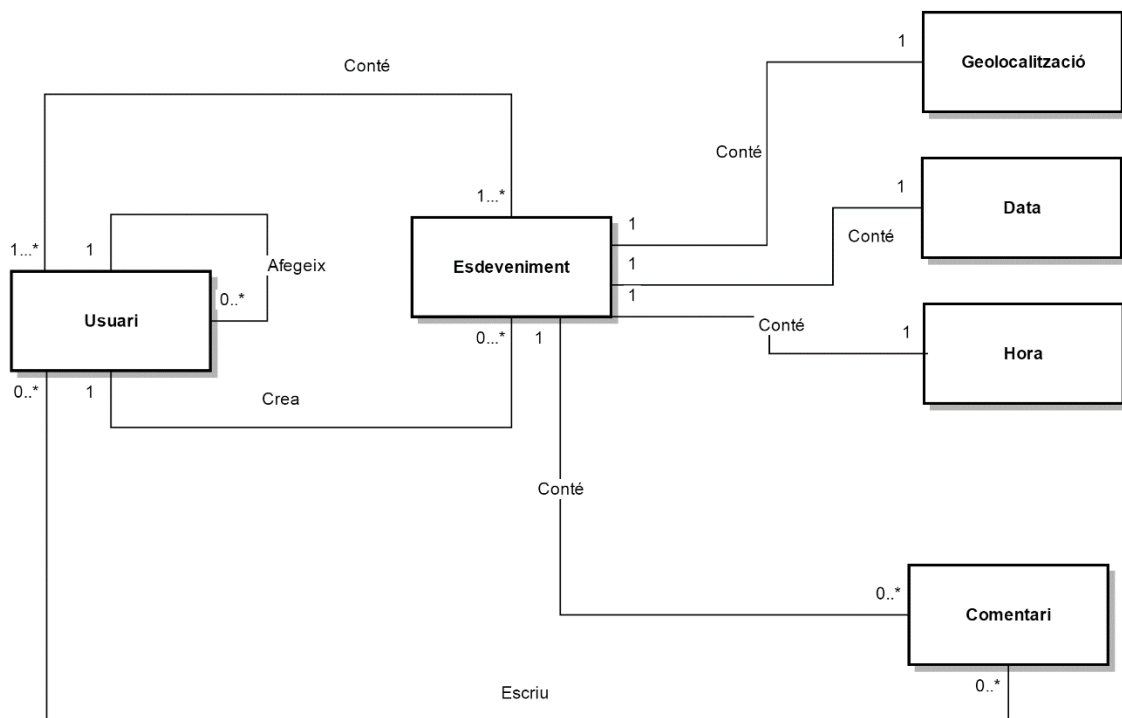 1
Geolocalització
Conté
Conté
1
Data
1...*
1
Conté
1...*
1
Afegeix
Esdeveniment
1
0..*
1
Conté
1
Hora
Usuari
0..*
1
Crea
0...*
1
Conté
0..*
Comentari
Escriu
0..*